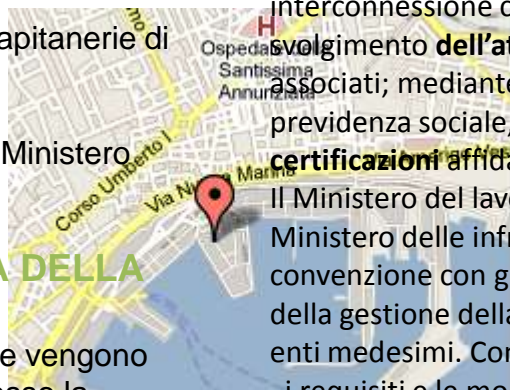 apitanerie di
Ministero
A DELLA
e vengono
H
Ospedale della
Santissima
Annunziata
Corso Umberto I
Via Nuova Marina
interconnessione
svolgimento dell'at
associati; mediante
previdenza sociale,
certificazioni affida
Il Ministero del lavo
Ministero delle infr
convenzione con g
della gestione della
enti medesimi. Con
i requisiti e le mo